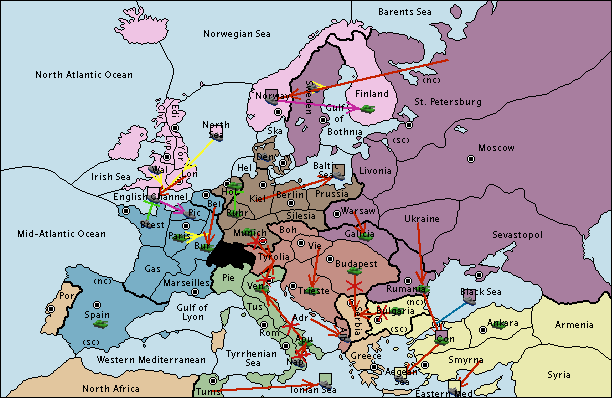 Barents Sea
Norwegian Sea
North Atlantic Ocean
(nc)
Norway
Sweden
Finland
St. Petersburg
Edi
Gulf
of
Bothnia
North
Sea
Ska
(sc)
Moscow
Den
Hel
Baltic
Sea
Livonia
Irish Sea
Wal
Lon
English Channel
Hol
Kiel
Berlin
Prussia
Bel
Pic
Ruhr
Silesia
Warsaw
Ukraine
Mid-Atlantic Ocean
Brest
Paris
Bur
Munich
Boh
Galicia
Sevastopol
Vie
Tyrolia
Budapest
Gas
Marseilles
Pie
Ven
Trieste
Rumania
Black Sea
(nc)
Por
Spain
(sc)
Gulf of
Lyon
Tus
Adr
Serbia
Bulgaria
(sc)
Rom
Apu
Alb
Con
Ankara
Armenia
Western Mediterranean
Tyrrhenian
Sea
Nap
Greece
Aegean
Sea
Smyrna
Syria
North Africa
Tunis
Ionian Sea
Eastern Med